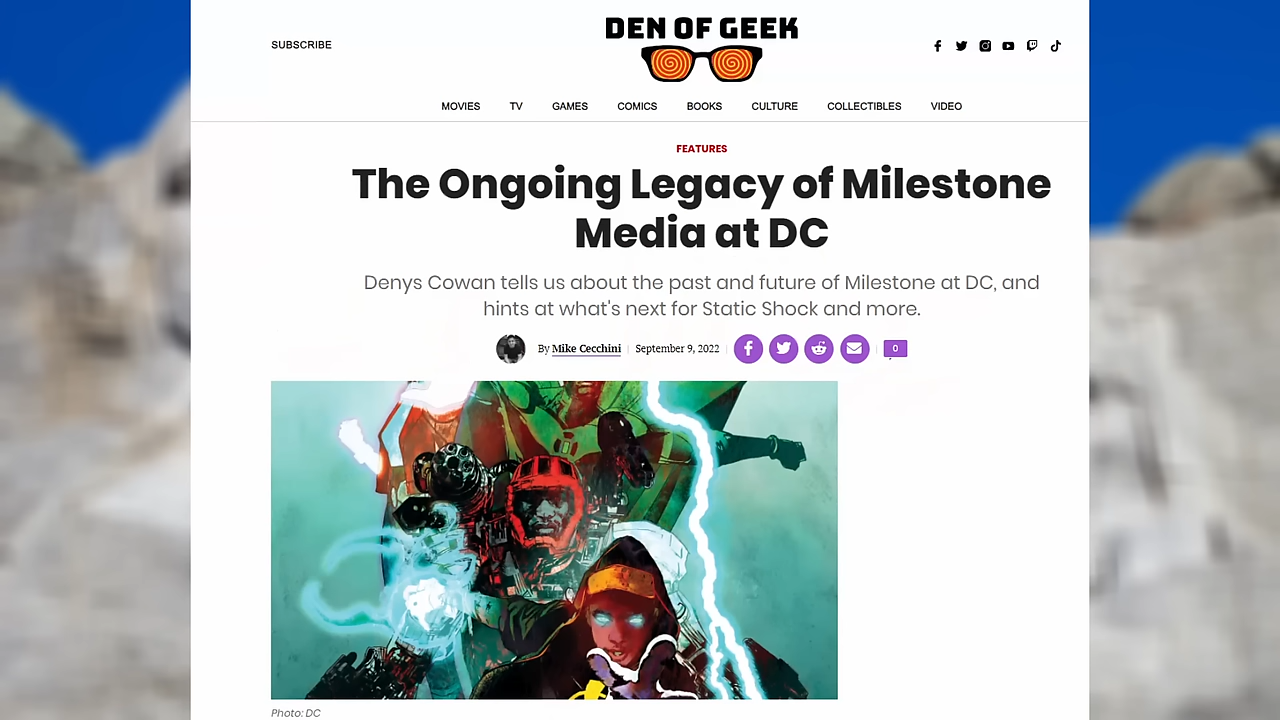 SUBSCRIBE
DEN OF GEEK
MOVIES TV GAMES COMICS BOOKS CULTURE COLLECTIBLES VIDEO
FEATURES
The Ongoing Legacy of Milestone
Media at DC
Denys Cowan tells us about the past and future of Milestone at DC, and
hints at what's next for Static Shock and more.
By Mike Cecchini | September 9, 2022 | 0
Photo: DC